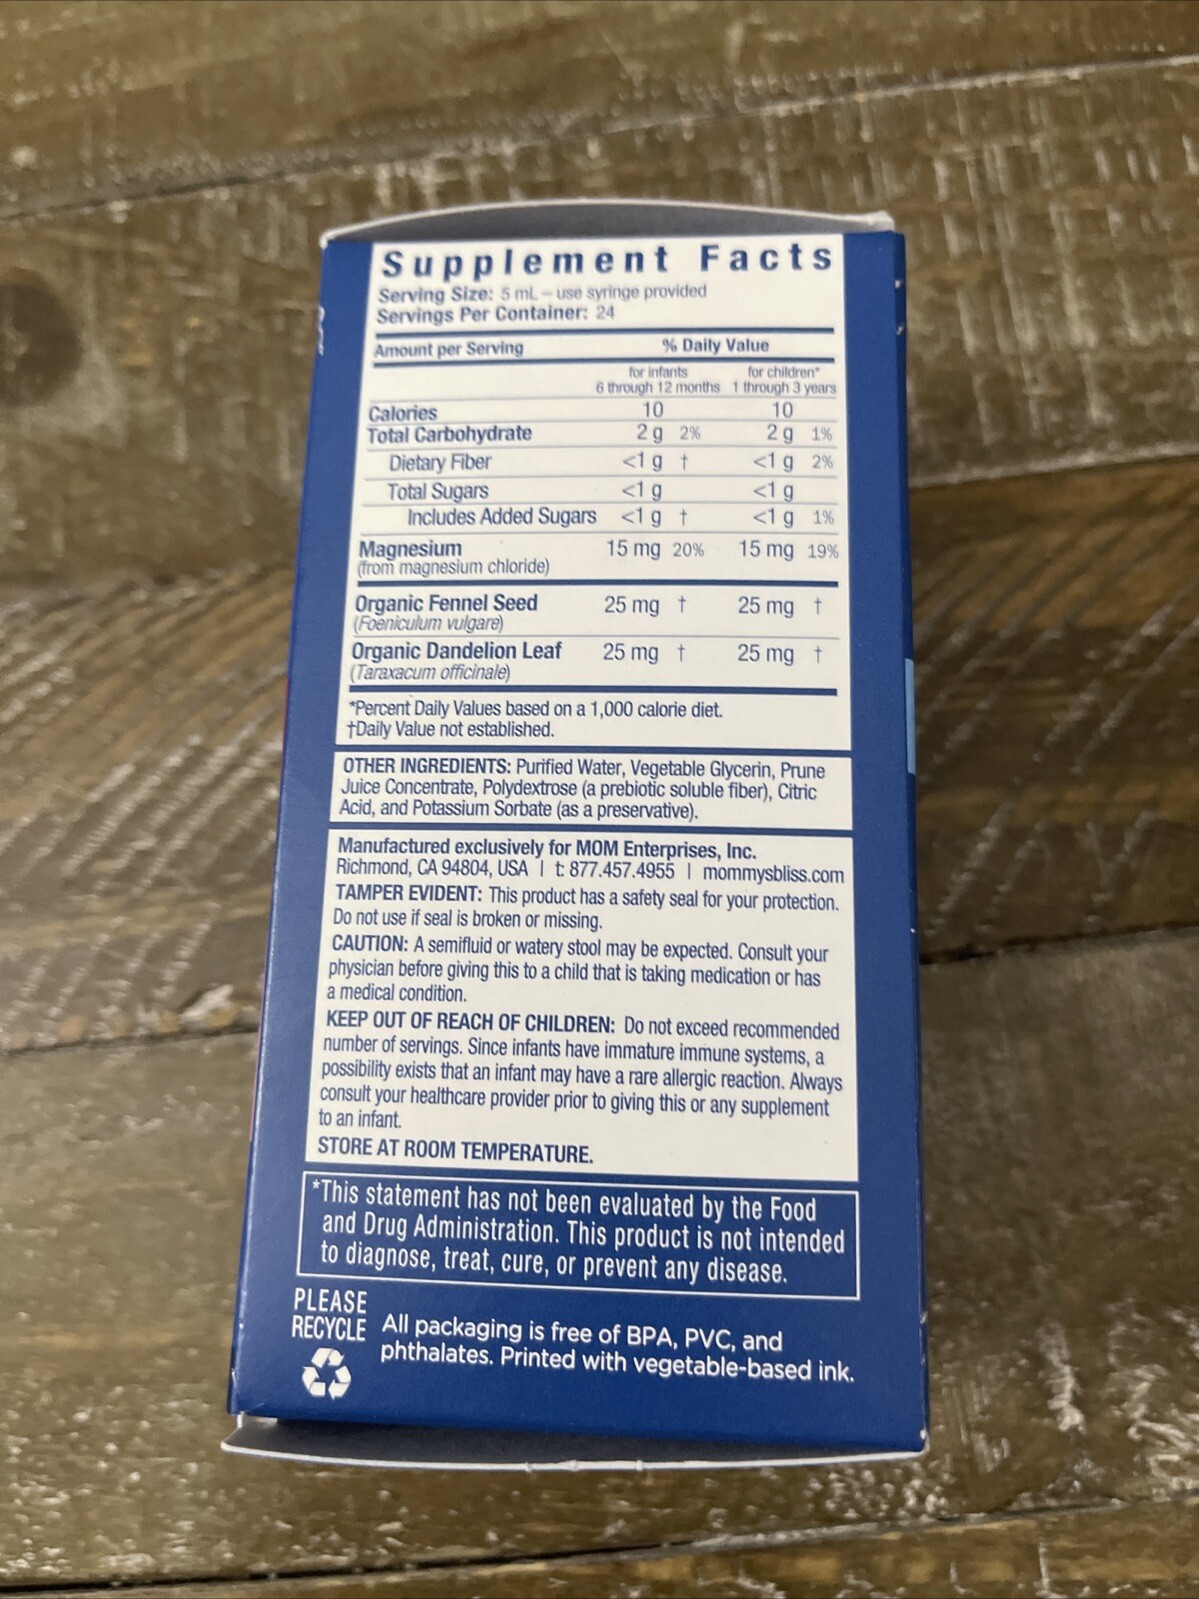 Supplement Facts
Serving Size: 5 mL – use syringe provided
Servings Per Container: 24
Amount per Serving % Daily Value
for infants for children*
6 through 12 months 1 through 3 years
Calories 10 10
Total Carbohydrate 2 g 2% 2 g 1%
Dietary Fiber <1 g † <1 g 2%
Total Sugars <1 g <1 g
Includes Added Sugars <1 g † <1 g 1%
Magnesium 15 mg 20% 15 mg 19%
(from magnesium chloride)
Organic Fennel Seed 25 mg † 25 mg †
(Foeniculum vulgare)
Organic Dandelion Leaf 25 mg † 25 mg †
(Taraxacum officinale)
*Percent Daily Values based on a 1,000 calorie diet.
†Daily Value not established.
OTHER INGREDIENTS: Purified Water, Vegetable Glycerin, Prune
Juice Concentrate, Polydextrose (a prebiotic soluble fiber), Citric
Acid, and Potassium Sorbate (as a preservative).
Manufactured exclusively for MOM Enterprises, Inc.
Richmond, CA 94804, USA | t: 877.457.4955 | mommysbliss.com
TAMPER EVIDENT: This product has a safety seal for your protection.
Do not use if seal is broken or missing.
CAUTION: A semifluid or watery stool may be expected. Consult your
physician before giving this to a child that is taking medication or has
a medical condition.
KEEP OUT OF REACH OF CHILDREN: Do not exceed recommended
number of servings. Since infants have immature immune systems, a
possibility exists that an infant may have a rare allergic reaction. Always
consult your healthcare provider prior to giving this or any supplement
to an infant.
STORE AT ROOM TEMPERATURE.
*This statement has not been evaluated by the Food
and Drug Administration. This product is not intended
to diagnose, treat, cure, or prevent any disease.
PLEASE
RECYCLE
All packaging is free of BPA, PVC, and
phthalates. Printed with vegetable-based ink.